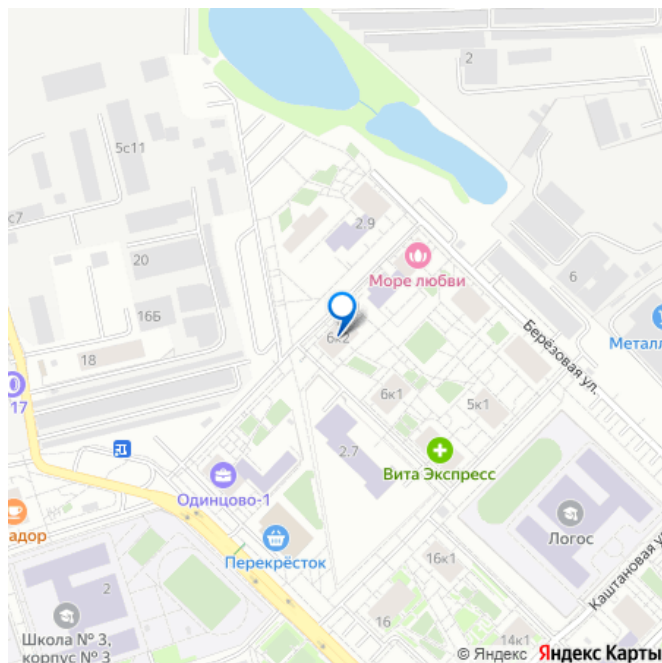 2
5с11
с7
2.9
20
6
Море любви
16Б
6к2
Металл
18
Берёзовая ул.
17
6к1
5к1
2.7
Вита Экспресс
Одинцово-1
адор
Логос
Перекрёсток
16к1
2
Каштановая у
16
Школа № 3,
корпус № 3
14к1
© Яндекс Яндекс Карты